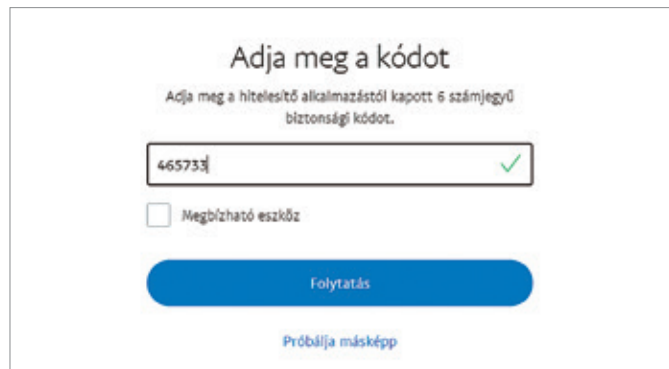 Adja meg a kódot
Adja meg a hitelesítő alkalmazástól kapott 6 számjegyű
biztonsági kódot.
465733
Megbízható eszköz
Folytatás
Próbálja másképp